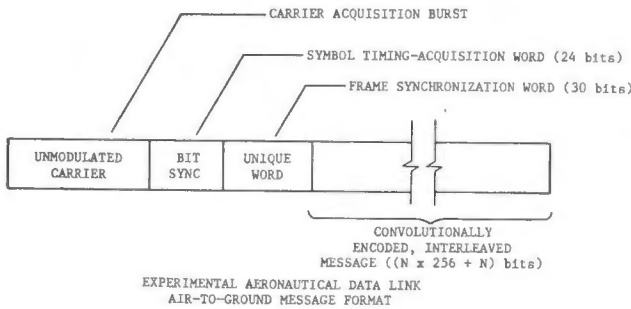 CARRIER ACQUISITION BURST
SYMBOL TIMING-ACQUISITION WORD (24 bits)
FRAME SYNCHRONIZATION WORD (30 bits)
UNMODULATED
CARRIER
BIT
SYNC
UNIQUE
WORD
CONVOLUTIONALLY
ENCODED, INTERLEAVED
MESSAGE ((N x 256 + N) bits)
EXPERIMENTAL AERONAUTICAL DATA LINK
AIR-TO-GROUND MESSAGE FORMAT